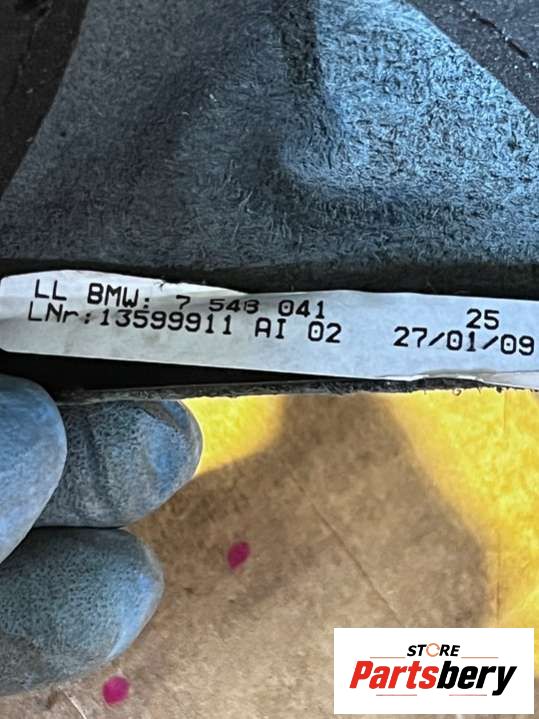 LL BMW: 7 548 041 25
LNr:13599911 AI 02 27/01/09
STORE
Partsbery